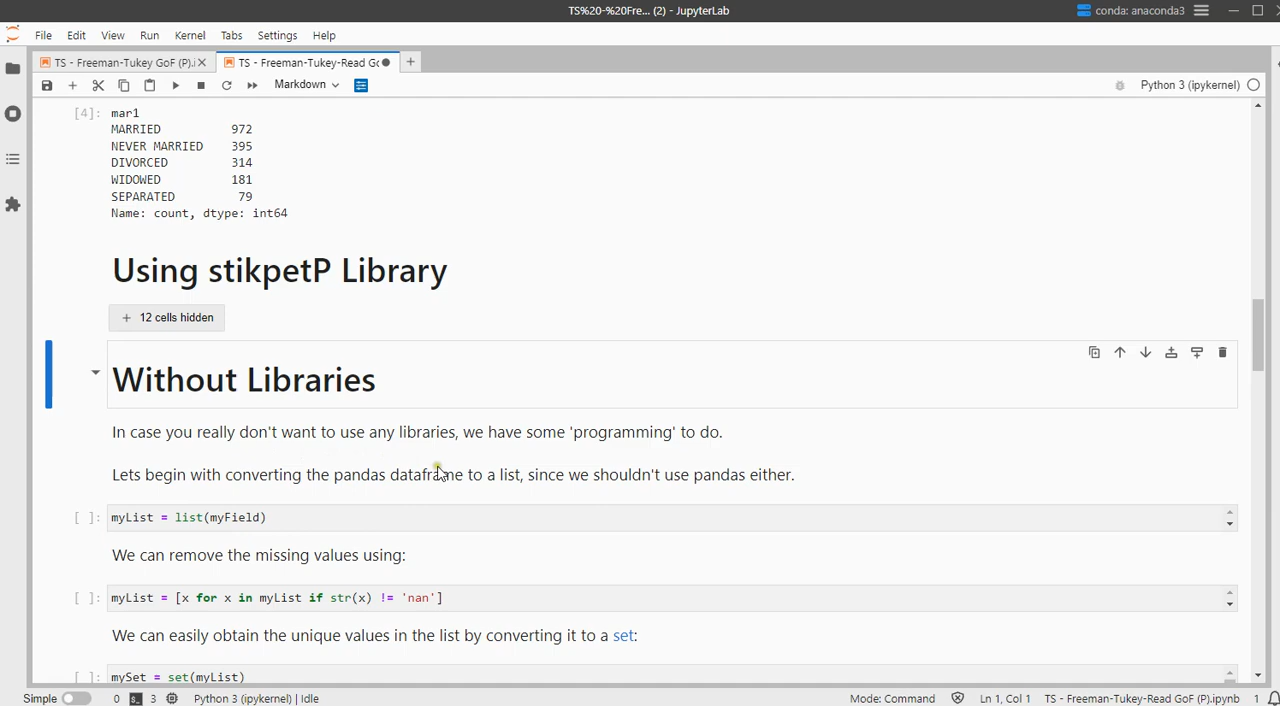 TS%20-%20Fre... (2) - JupyterLab
conda: anaconda3
File Edit View Run Kernel Tabs Settings Help
TS - Freeman-Tukey GoF (P).i
TS - Freeman-Tukey-Read Gc
Markdown
Python 3 (ipykernel)
[4]: mar1
MARRIED 972
NEVER MARRIED 395
DIVORCED 314
WIDOWED 181
SEPARATED 79
Name: count, dtype: int64
Using stikpetP Library
+ 12 cells hidden
Without Libraries
In case you really don't want to use any libraries, we have some 'programming' to do.
Lets begin with converting the pandas dataframe to a list, since we shouldn't use pandas either.
[ ]: myList = list(myField)
We can remove the missing values using:
[ ]: myList = [x for x in myList if str(x) != 'nan']
We can easily obtain the unique values in the list by converting it to a set:
[ ]: mySet = set(myList)
Simple 0 3 Python 3 (ipykernel) | Idle Mode: Command Ln 1, Col 1 TS - Freeman-Tukey-Read GoF (P).ipynb 1